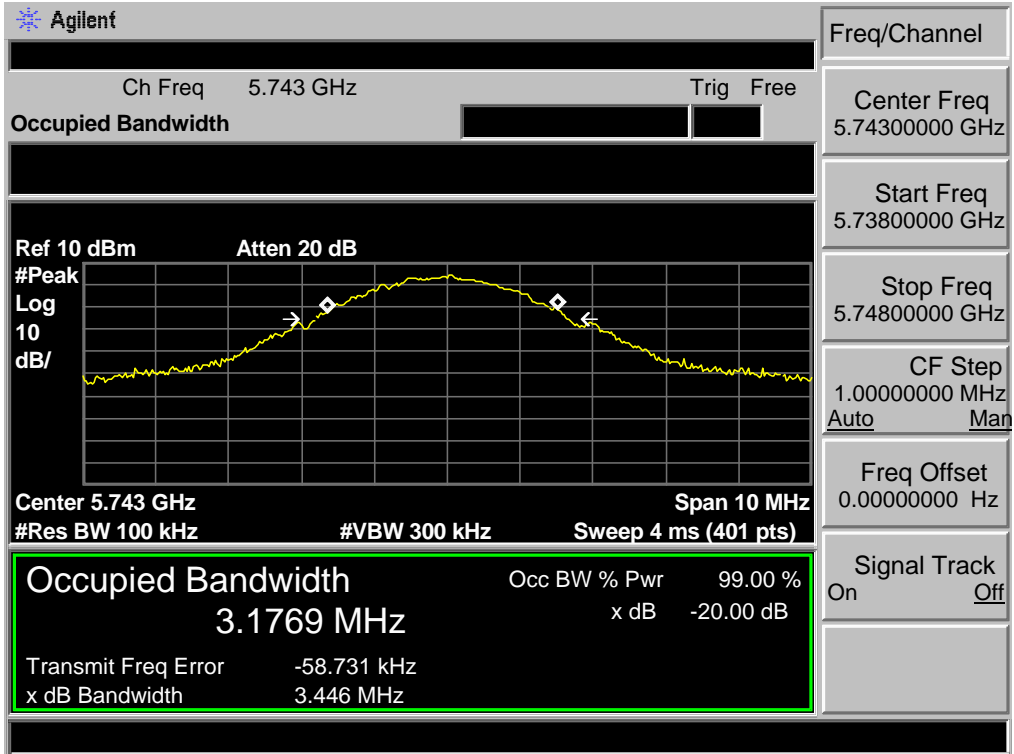 Agilent
Freq/Channel
Ch Freq 5.743 GHz Trig Free
Occupied Bandwidth
Center Freq
5.74300000 GHz
Start Freq
5.73800000 GHz
Stop Freq
5.74800000 GHz
CF Step
1.00000000 MHz
Auto Man
Freq Offset
0.00000000 Hz
Signal Track
On Off
Ref 10 dBm Atten 20 dB
#Peak
Log
10
dB/
Center 5.743 GHz Span 10 MHz
#Res BW 100 kHz #VBW 300 kHz Sweep 4 ms (401 pts)
Occupied Bandwidth Occ BW % Pwr 99.00 %
3.1769 MHz x dB -20.00 dB
Transmit Freq Error -58.731 kHz
x dB Bandwidth 3.446 MHz